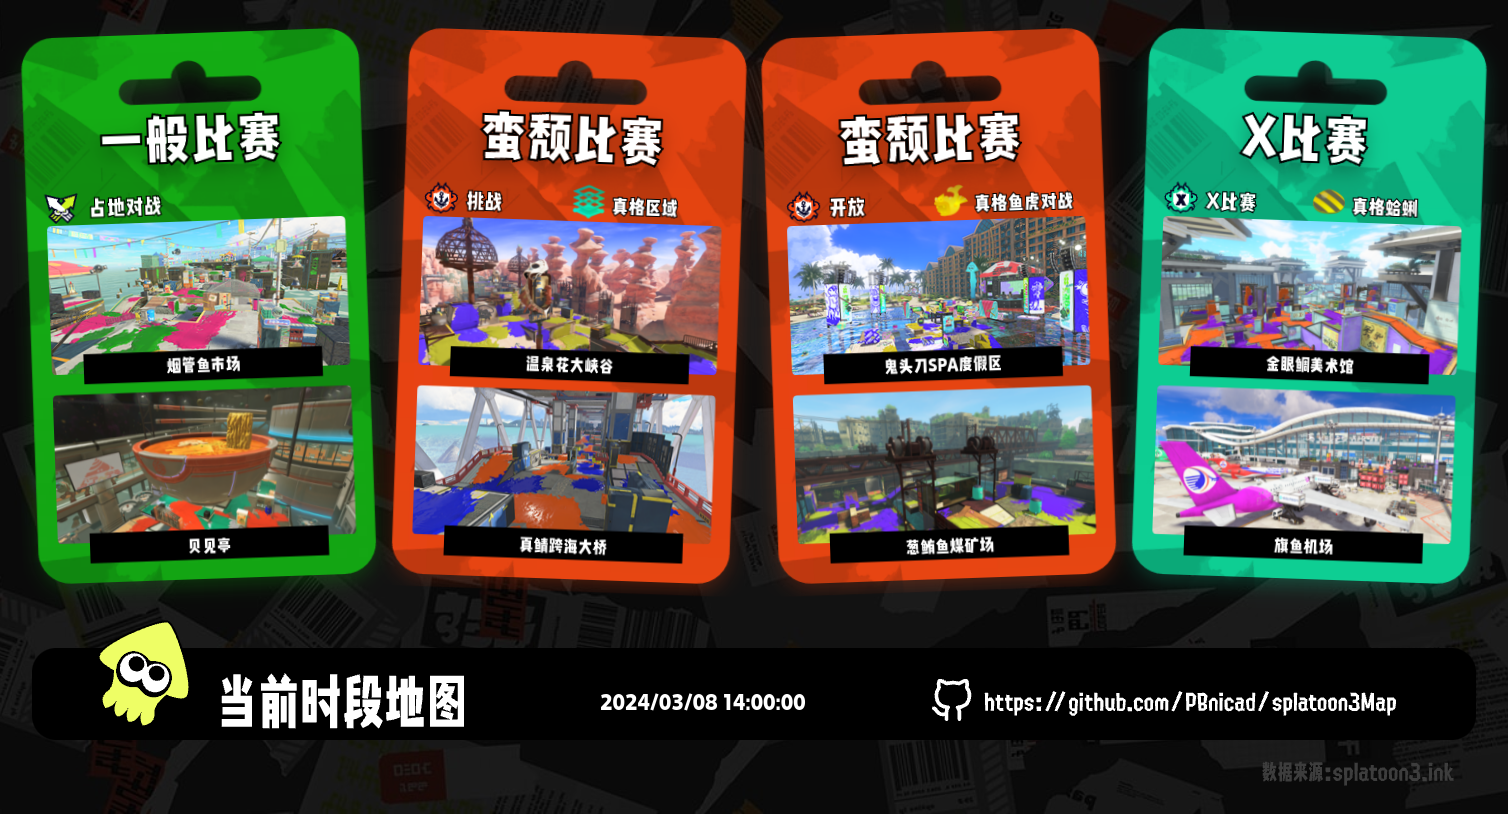 一般比赛
占地对战
烟管鱼市场
贝见亭
蛮颓比赛
挑战
真格区域
温泉花大峡谷
真鲭跨海大桥
蛮颓比赛
开放
真格鱼虎对战
鬼头刀SPA度假区
葱鲔鱼煤矿场
X比赛
X比赛
真格蛤蜊
金眼鲷美术馆
旗鱼机场
当前时段地图
2024/03/08 14:00:00
https://github.com/PBnicad/splatoon3Map
数据来源:splatoon3.ink